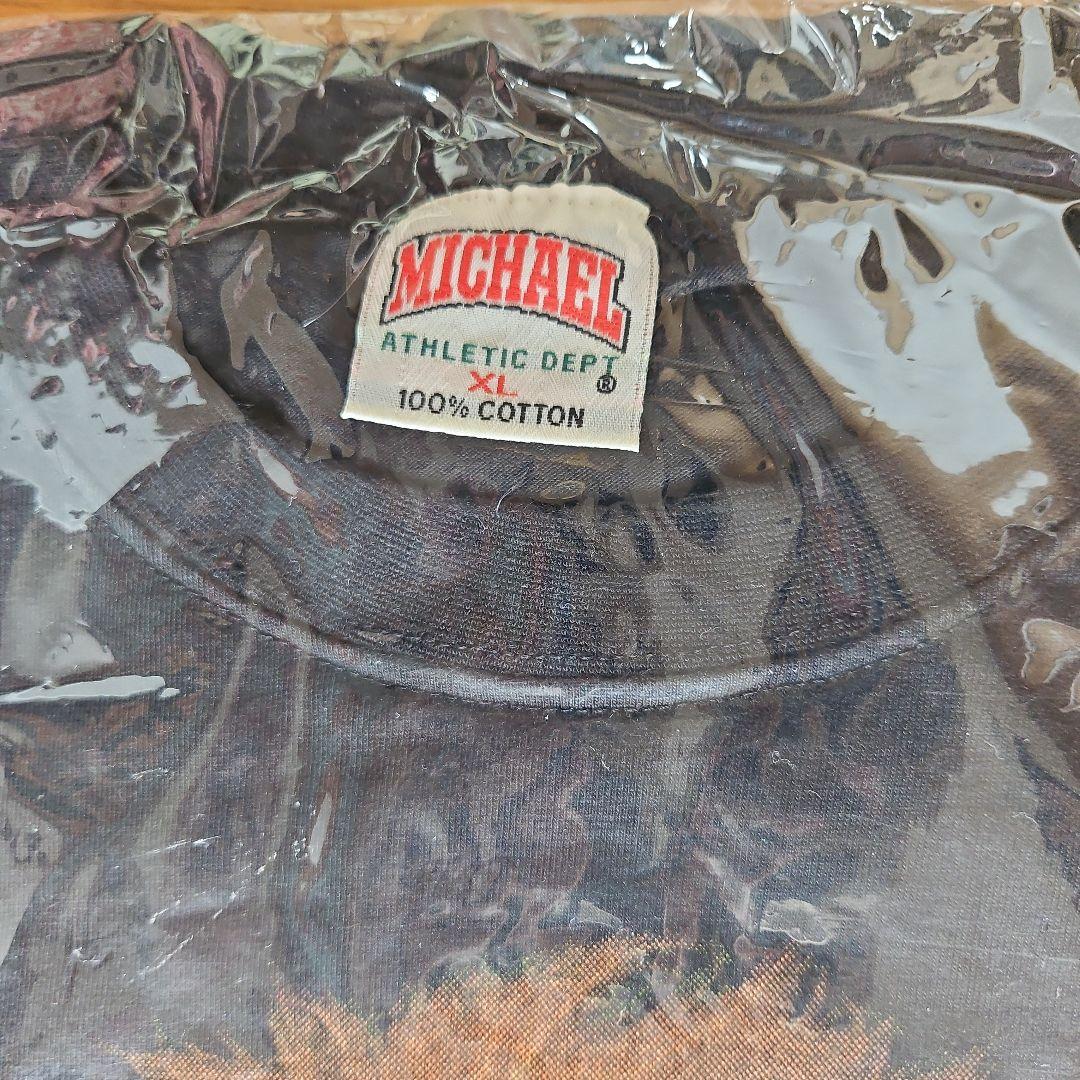 MICHAEL
ATHLETIC DEPT
XL ®
100% COTTON